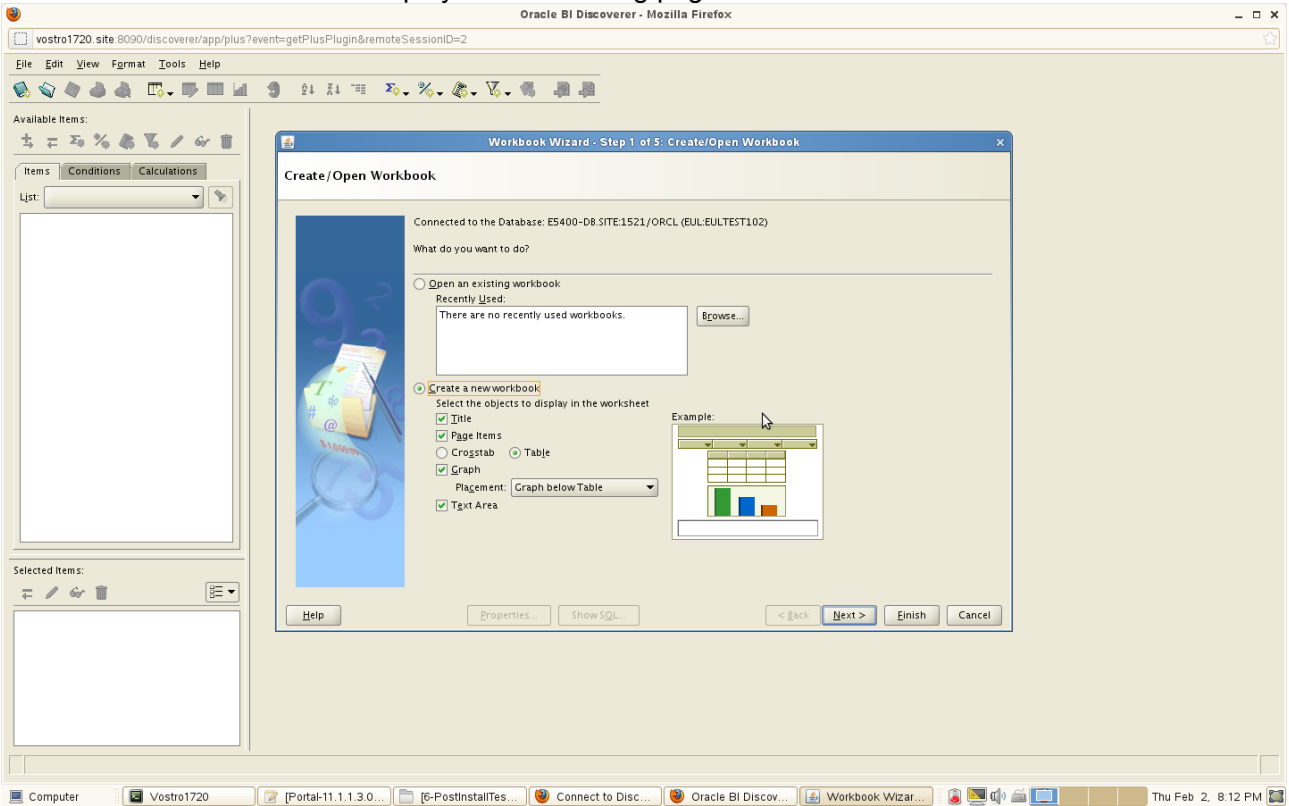 Oracle BI Discoverer - Mozilla Firefox
vostro1720.site:8090/discoverer/app/plus?event=getPlusPlugin&remoteSessionID=2
File Edit View Format Tools Help
Available Items:
Items Conditions Calculations
List:
Selected Items:
Workbook Wizard - Step 1 of 5: Create/Open Workbook
Create/Open Workbook
Connected to the Database: E5400-DB.SITE:1521/ORCL (EUL:EULTEST102)
What do you want to do?
Open an existing workbook
Recently Used:
There are no recently used workbooks.
Browse...
Create a new workbook
Select the objects to display in the worksheet
Title
Page Items
Crosstab Table
Graph
Placement: Graph below Table
Text Area
Example:
Help Properties... Show SQL... < Back Next > Finish Cancel
Computer Vostro1720 [Portal-11.1.1.3.0... [6-PostInstallTes... Connect to Disc... Oracle BI Discov... Workbook Wizar... Thu Feb 2, 8:12 PM